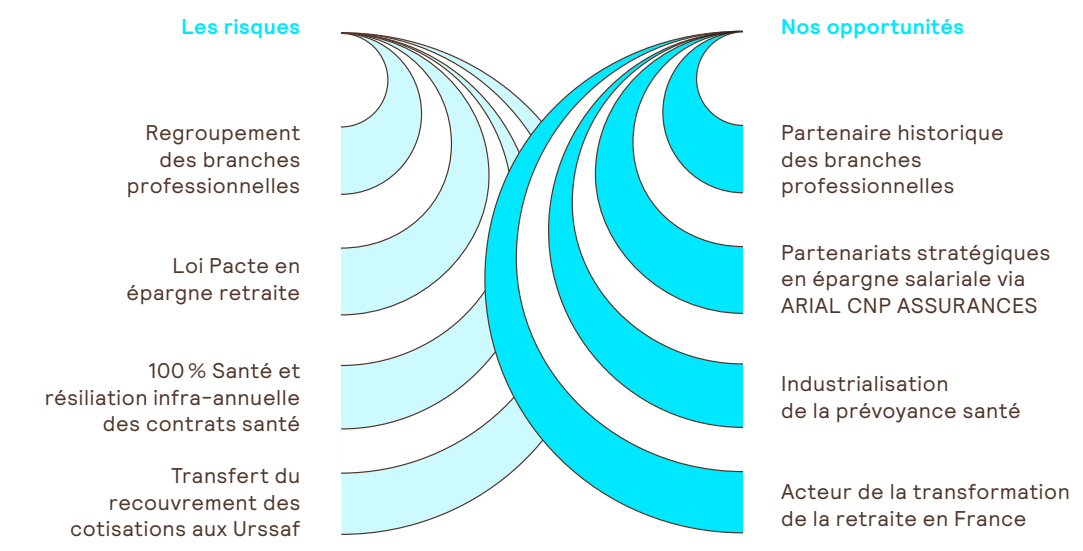 Les risques
Regroupement
des branches
professionnelles
Loi Pacte en
épargne retraite
100 % Santé et
résiliation infra-annuelle
des contrats santé
Transfert du
recouvrement des
cotisations aux Urssaf
Nos opportunités
Partenaire historique
des branches
professionnelles
Partenariats stratégiques
en épargne salariale via
ARIAL CNP ASSURANCES
Industrialisation
de la prévoyance santé
Acteur de la transformation
de la retraite en France